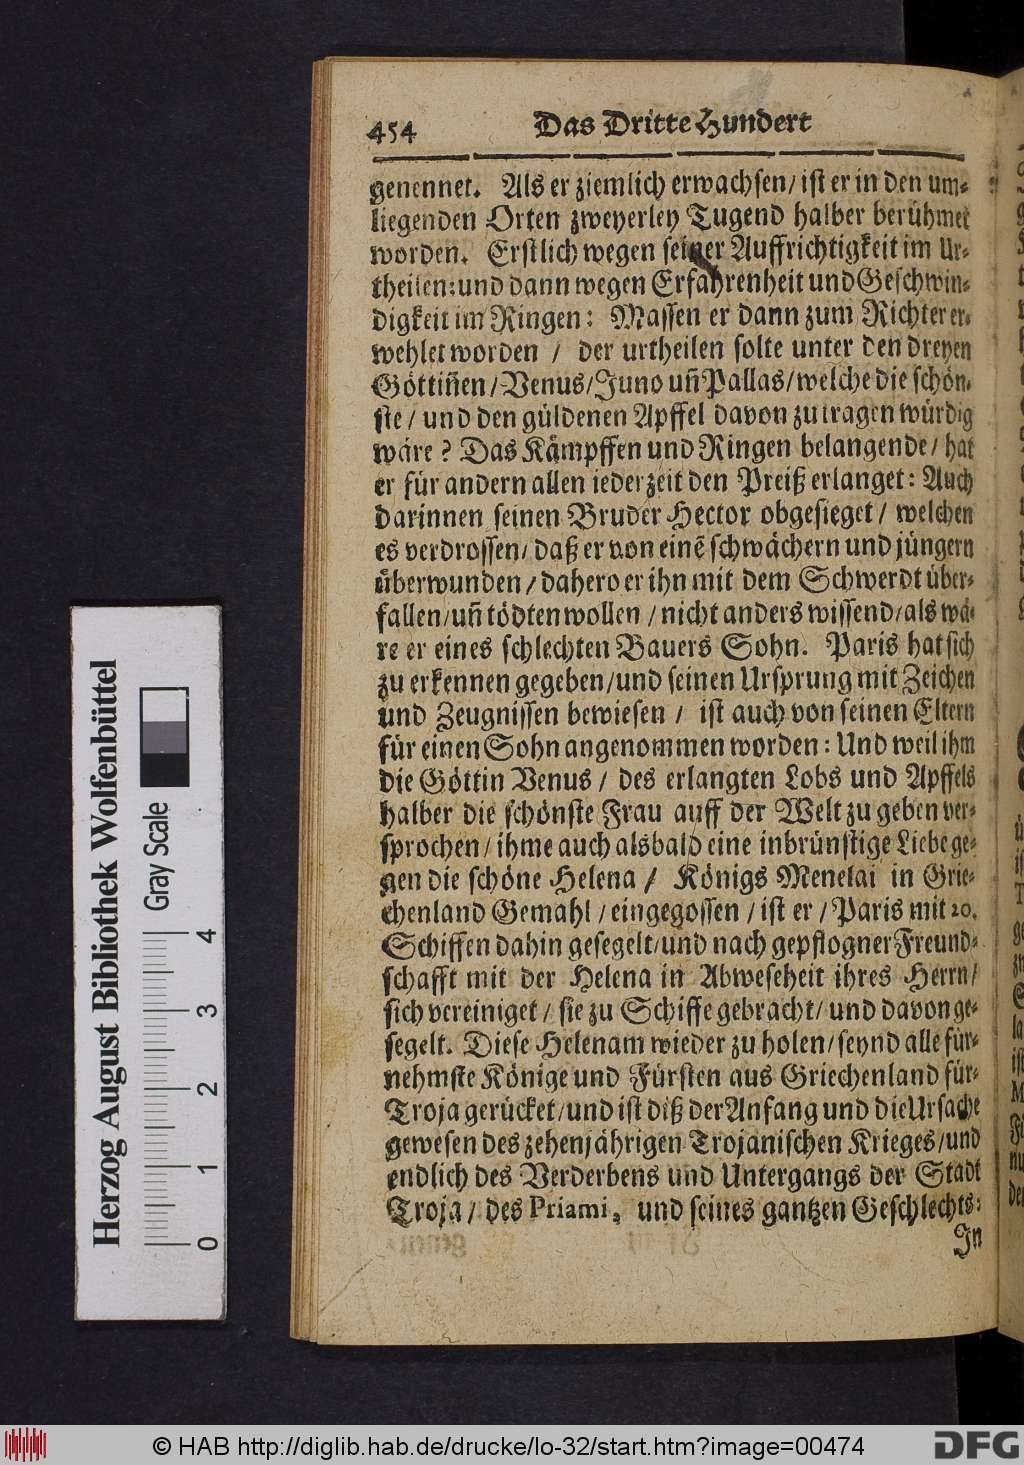 454 Das Dritte Hundert
genennet. Als er ziemlich erwachsen/ ist er in den um-
liegenden Orten zweyerley Tugend halber berühmet
worden. Erstlich wegen seiner Auffrichtigkeit im Ur-
theilen: und dann wegen Erfahrenheit und Geschwin-
digkeit im Ringen: Massen er dann zum Richter er-
wehlet worden / der urtheilen solte unter den dreyen
Göttiñen/Venus/Juno uñ Pallas/welche die schön-
ste/ und den güldenen Apffel davon zu tragen würdig
wäre? Das Kämpffen und Ringen belangende/ hat
er für andern allen iederzeit den Preiß erlanget: Auch
darinnen seinen Bruder Hector obgesieget/ welchen
es verdrossen/ daß er von einẽ schwächern und jüngern
überwunden/ dahero er ihn mit dem Schwerdt über-
fallen/uñ tödten wollen/ nicht anders wissend/als wä-
re er eines schlechten Bauers Sohn. Paris hat sich
zu erkennen gegeben/und seinen Ursprung mit Zeichen
und Zeugnissen bewiesen/ ist auch von seinen Eltern
für einen Sohn angenommen worden: Und weil ihm
die Göttin Venus/ des erlangten Lobs und Apffels
halber die schönste Frau auff der Welt zu geben ver-
sprochen/ ihme auch alsbald eine inbrünstige Liebe ge-
gen die schöne Helena/ Königs Menelai in Grie-
chenland Gemahl/ eingegossen/ ist er/ Paris mit 20.
Schiffen dahin gesegelt/und nach gepflogner Freund-
schafft mit der Helena in Abweseheit ihres Herrn/
sich vereiniget/ sie zu Schiffe gebracht/ und davon ge-
segelt. Diese Helenam wieder zu holen/ seynd alle für-
nehmste Könige und Fürsten aus Griechenland für-
Troja gerücket/und ist diß der Anfang und die Ursache
gewesen des zehenjährigen Trojanischen Krieges/und
endlich des Verderbens und Untergangs der Stadt
Troja/ des Priami, und seines gantzen Geschlechts:
In
Herzog August Bibliothek Wolfenbüttel
Gray Scale
0 1 2 3 4
© HAB http://diglib.hab.de/drucke/lo-32/start.htm?image=00474
DFG